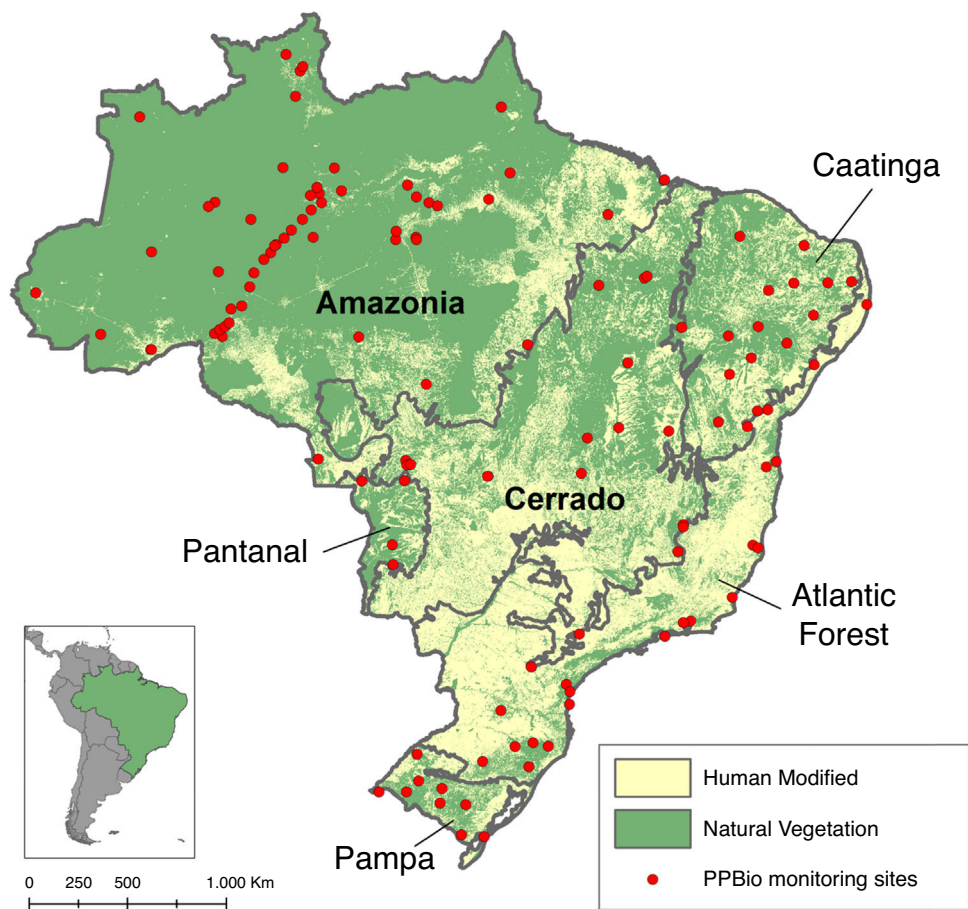 Caatinga
Amazonia
Cerrado
Pantanal
Atlantic
Forest
Pampa
Human Modified
Natural Vegetation
PPBio monitoring sites
0 250 500 1.000 Km